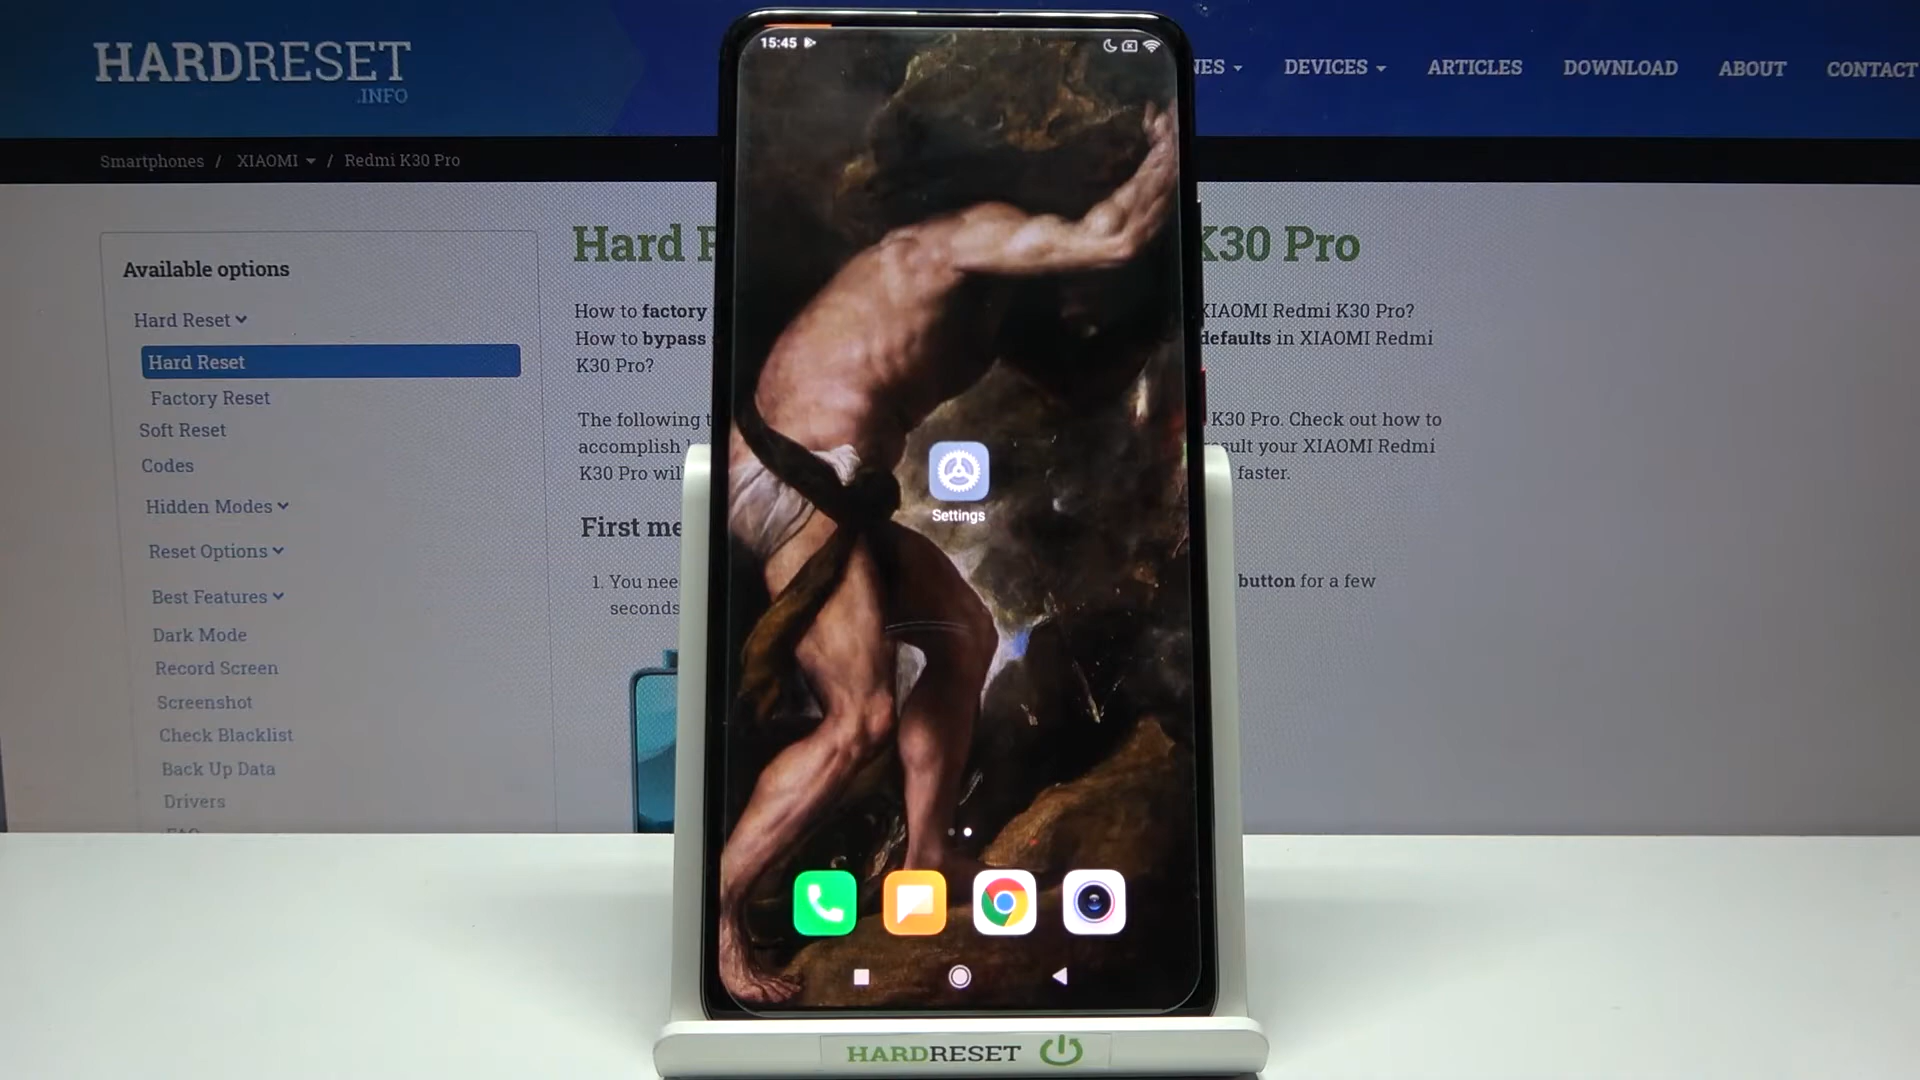 HARDRESET
.INFO
NES DEVICES ARTICLES DOWNLOAD ABOUT CONTACT
Smartphones / XIAOMI / Redmi K30 Pro
15:45
Available options
Hard Reset
Hard Reset
Factory Reset
Soft Reset
Codes
Hidden Modes
Reset Options
Best Features
Dark Mode
Record Screen
Screenshot
Check Blacklist
Back Up Data
Drivers
Hard K30 Pro
How to factory XIAOMI Redmi K30 Pro?
How to bypass defaults in XIAOMI Redmi
K30 Pro?
The following K30 Pro. Check out how to
accomplish sult your XIAOMI Redmi
K30 Pro will faster.
First me
1. You nee button for a few
seconds
Settings
HARDRESET